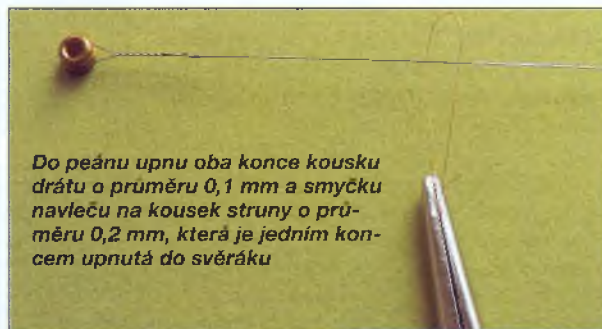 Do peánu upnu oba konce kousku
drátu o průměru 0,1 mm a smyčku
navleču na kousek struny o prů-
měru 0,2 mm, která je jedním kon-
cem upnutá do svěráku